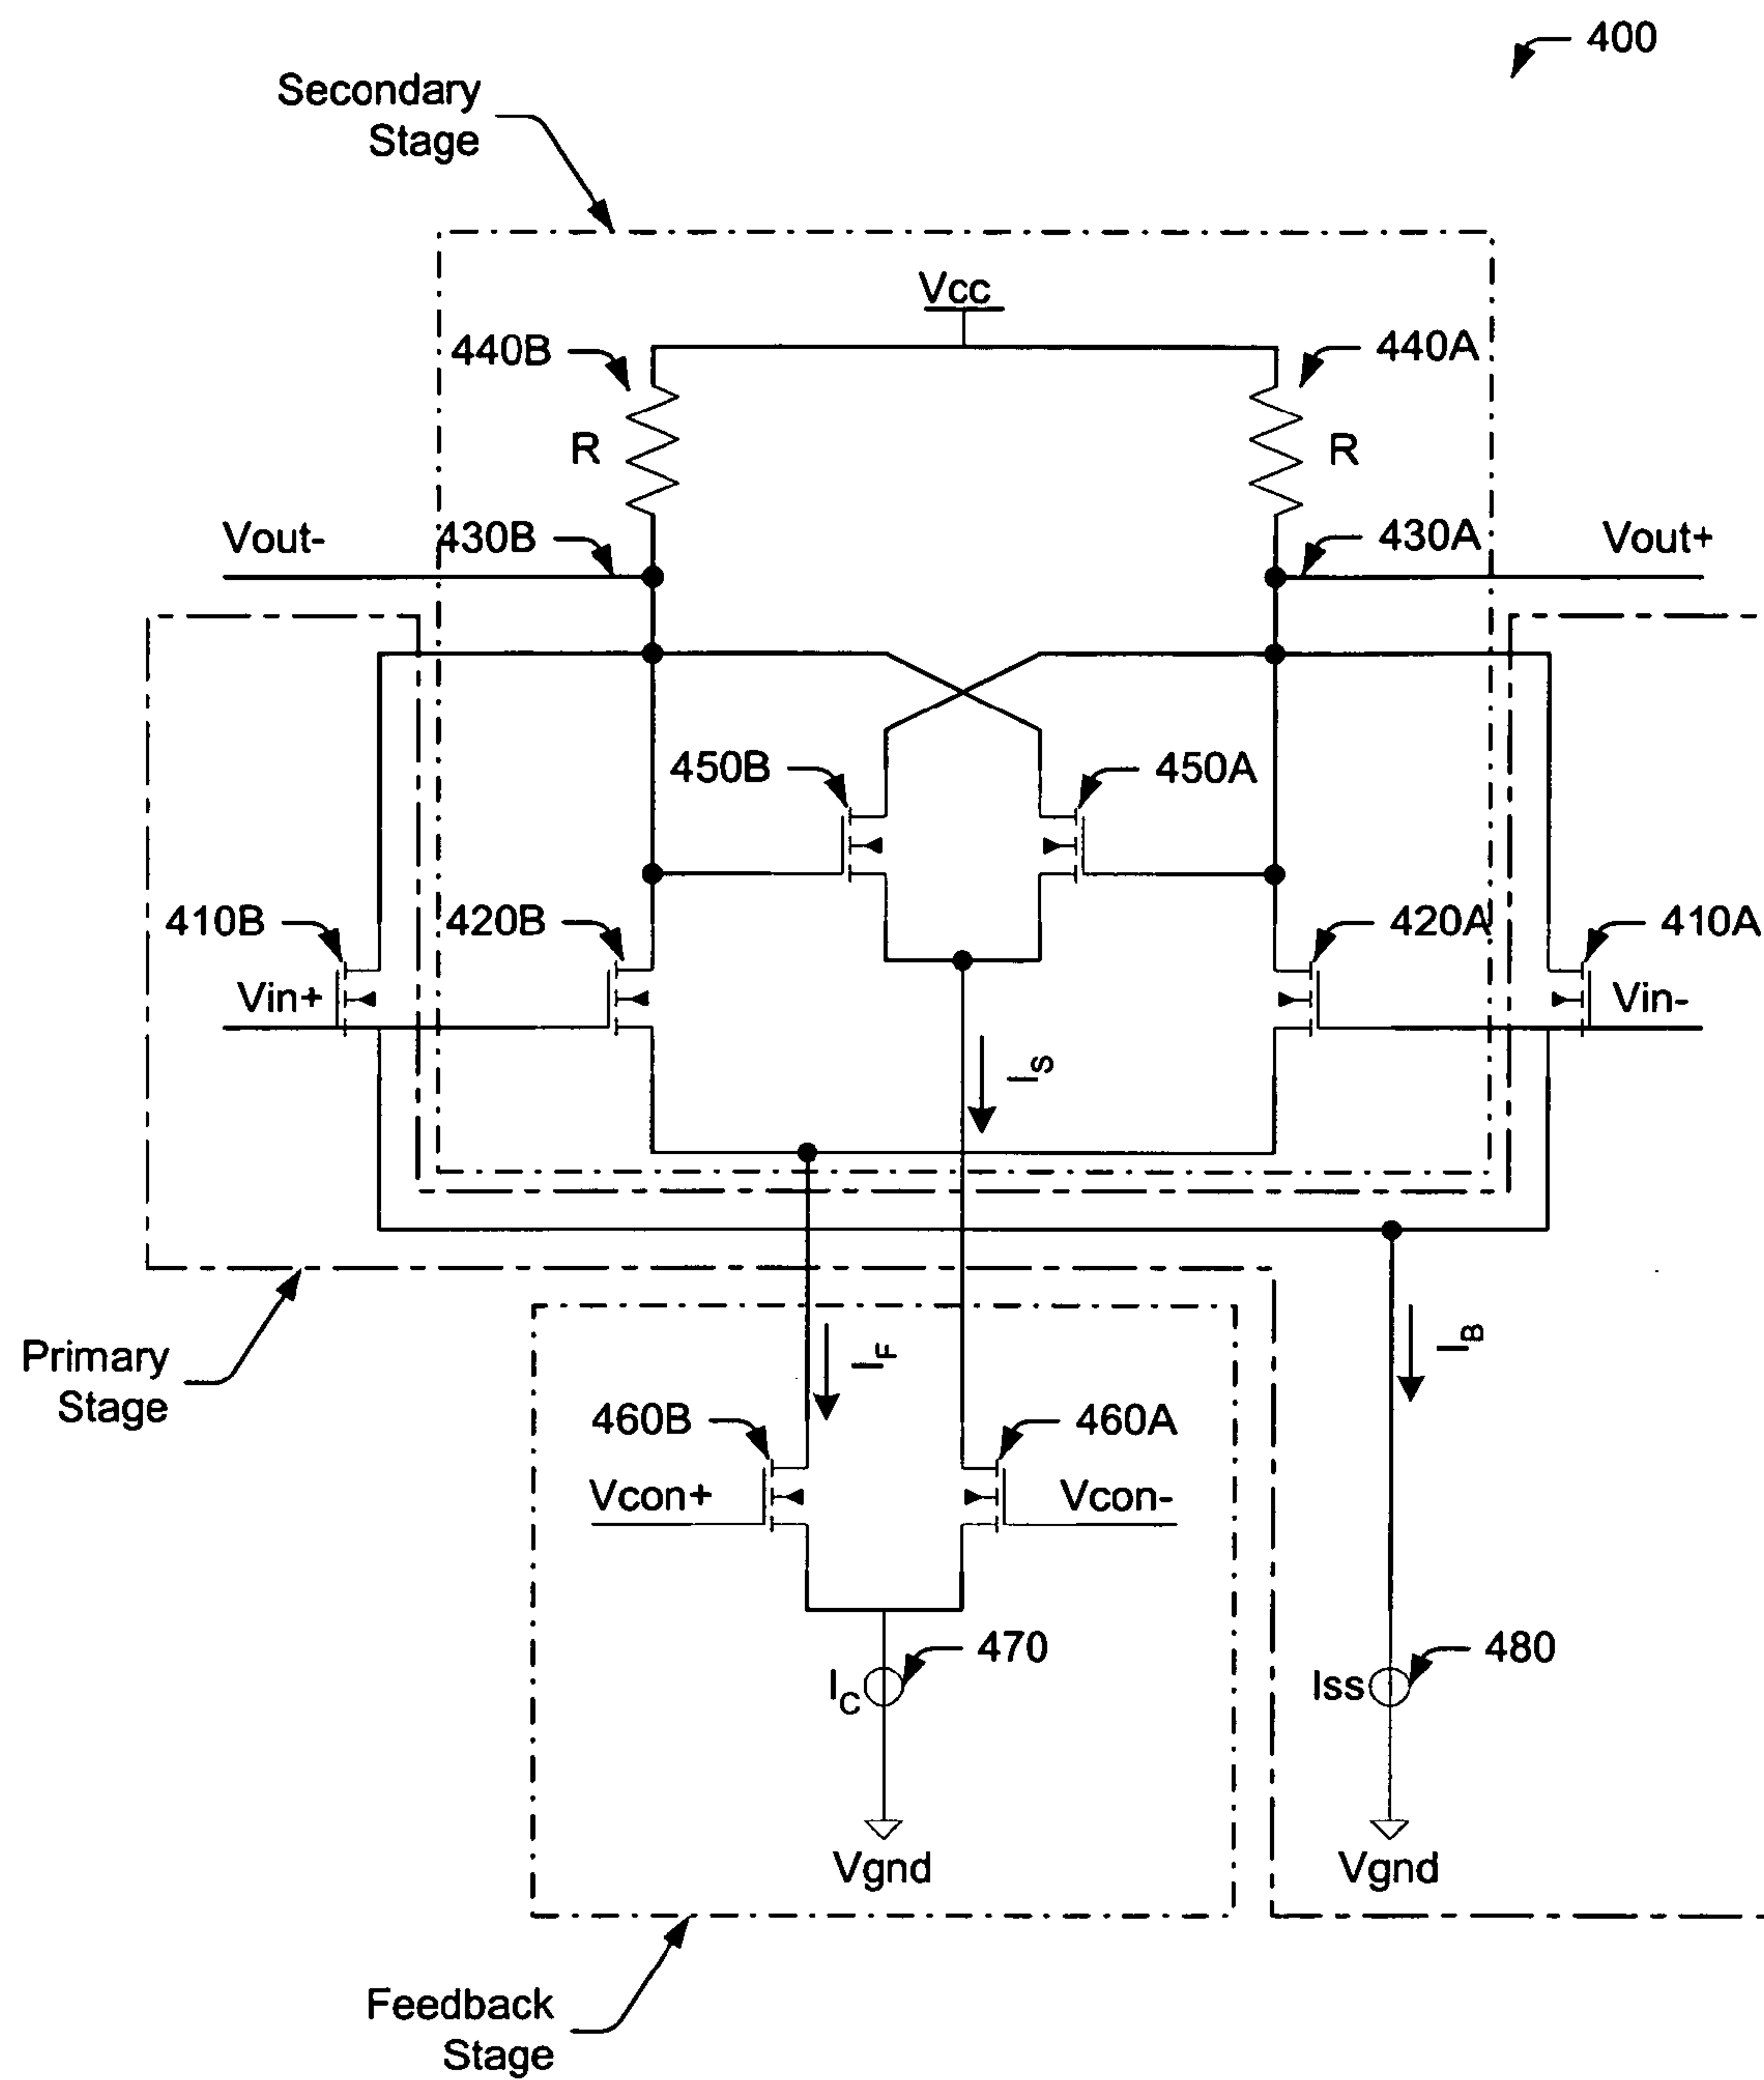 400
Secondary
Stage
Vcc
440B
440A
R
R
Vout-
430B
430A
Vout+
450B
450A
410B
420B
420A
410A
Vin+
Vin-
IS
Primary
Stage
IF
IB
460B
460A
Vcon+
Vcon-
470
480
IC
Iss
Vgnd
Vgnd
Feedback
Stage